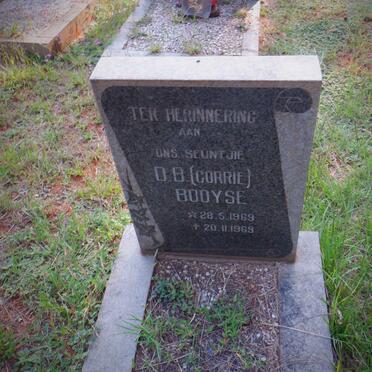 TER HERINNERING
AAN
ONS SEUNTJIE
D.B. (CORRIE)
BOOYSE
☆ 28.5.1969
✝ 20.11.1969